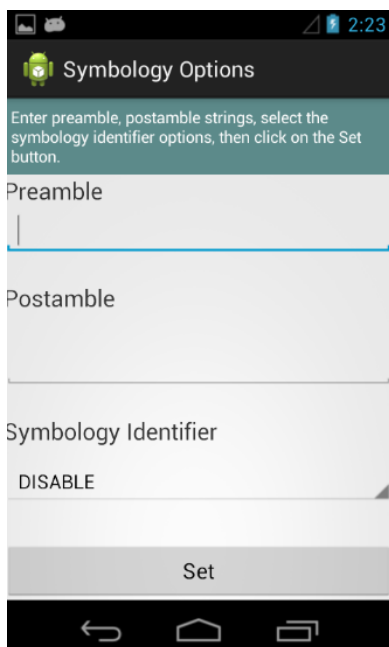 2:23
Symbology Options
Enter preamble, postamble strings, select the
symbology identifier options, then click on the Set
button.
Preamble
Postamble
Symbology Identifier
DISABLE
Set